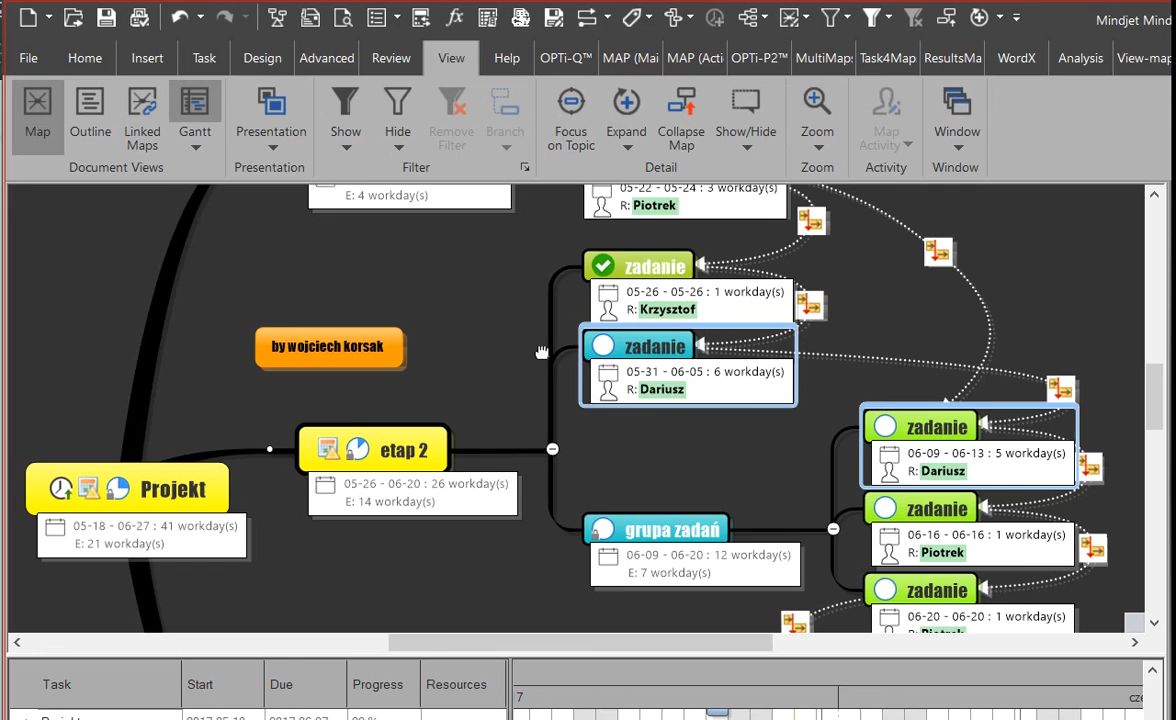 Mindjet Mind
File Home Insert Task Design Advanced Review View Help OPTi-Q™ MAP (Mai MAP (Acti OPTi-P2™ MultiMap Task4Map ResultsMa WordX Analysis View-map
Map Outline Linked Maps Gantt Presentation Show Hide Remove Filter Branch Focus on Topic Expand Collapse Map Show/Hide Zoom Map Activity Window
Document Views Presentation Filter Detail Zoom Activity Window
E: 4 workday(s)
05-22 - 05-24 : 3 workday(s)
R: Piotrek
zadanie
05-26 - 05-26 : 1 workday(s)
R: Krzysztof
by wojciech korsak
zadanie
05-31 - 06-05 : 6 workday(s)
R: Dariusz
zadanie
06-09 - 06-13 : 5 workday(s)
R: Dariusz
etap 2
05-26 - 06-20 : 26 workday(s)
E: 14 workday(s)
Projekt
05-18 - 06-27 : 41 workday(s)
E: 21 workday(s)
zadanie
06-16 - 06-16 : 1 workday(s)
R: Piotrek
grupa zadań
06-09 - 06-20 : 12 workday(s)
E: 7 workday(s)
zadanie
06-20 - 06-20 : 1 workday(s)
R: Piotrek
Task Start Due Progress Resources
7 cze